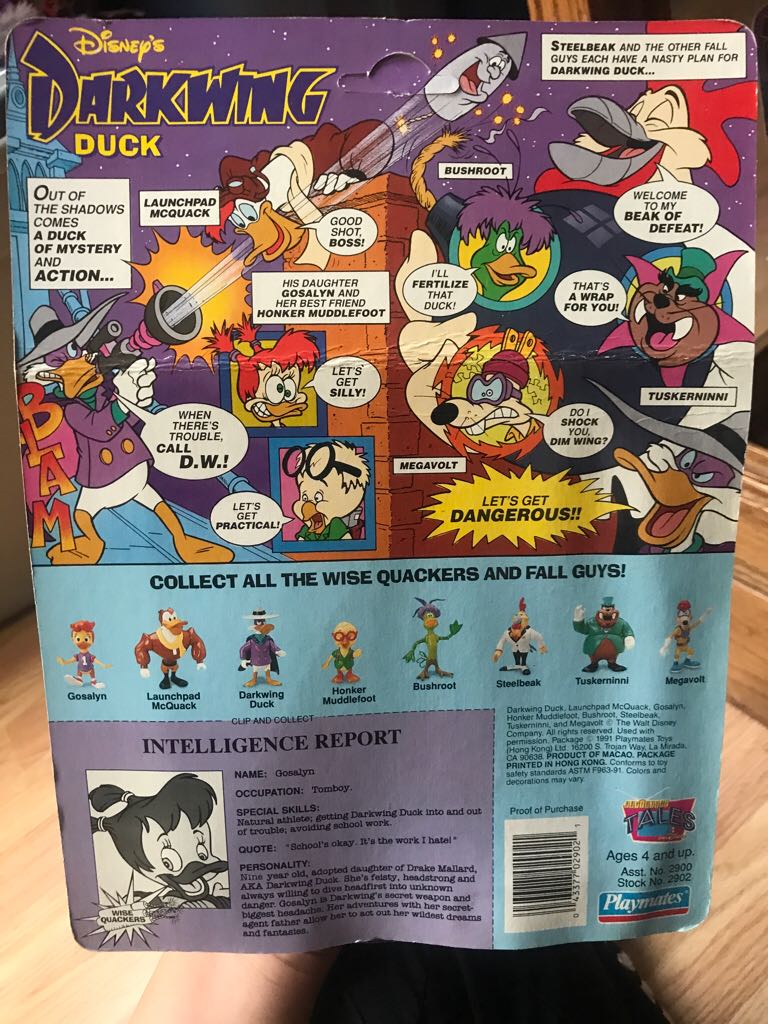 Disney's
DARKWING
DUCK
STEELBEAK AND THE OTHER FALL
GUYS EACH HAVE A NASTY PLAN FOR
DARKWING DUCK...
OUT OF
THE SHADOWS
COMES
A DUCK
OF MYSTERY
AND
ACTION...
LAUNCHPAD
MCQUACK
GOOD
SHOT,
BOSS!
BUSHROOT
WELCOME
TO MY
BEAK OF
DEFEAT!
HIS DAUGHTER
GOSALYN AND
HER BEST FRIEND
HONKER MUDDLEFOOT
I'LL
FERTILIZE
THAT
DUCK!
THAT'S
A WRAP
FOR YOU!
LET'S
GET
SILLY!
TUSKERNINNI
BAM
WHEN
THERE'S
TROUBLE,
CALL
D.W.!
DO I
SHOCK
YOU,
DIM WING?
MEGAVOLT
LET'S
GET
PRACTICAL!
LET'S GET
DANGEROUS!!
COLLECT ALL THE WISE QUACKERS AND FALL GUYS!
1
Gosalyn
Launchpad
McQuack
Darkwing
Duck
Honker
Muddlefoot
Bushroot
Steelbeak
Tuskerninni
Megavolt
CLIP AND COLLECT
INTELLIGENCE REPORT
NAME: Gosalyn
OCCUPATION: Tomboy.
SPECIAL SKILLS:
Natural athlete; getting Darkwing Duck into and out
of trouble; avoiding school work.
QUOTE: "School's okay. It's the work I hate!"
PERSONALITY:
Nine year old, adopted daughter of Drake Mallard,
AKA Darkwing Duck. She's feisty, headstrong and
always willing to dive headfirst into unknown
danger. Gosalyn is Darkwing's secret weapon and
biggest headache. Her adventures with her secret-
agent father allow her to act out her wildest dreams
and fantasies.
WISE
QUACKERS
Darkwing Duck, Launchpad McQuack, Gosalyn,
Honker Muddlefoot, Bushroot, Steelbeak,
Tuskerninni, and Megavolt © The Walt Disney
Company. All rights reserved. Used with
permission. Package © 1991 Playmates Toys
(Hong Kong) Ltd. 16200 S. Trojan Way, La Mirada,
CA 90638. PRODUCT OF MACAO. PACKAGE
PRINTED IN HONG KONG. Conforms to toy
safety standards ASTM F963-91. Colors and
decorations may vary.
Proof of Purchase
0 43377 02902 1
TALES
Ages 4 and up.
Asst. No. 2900
Stock No. 2902
Playmates